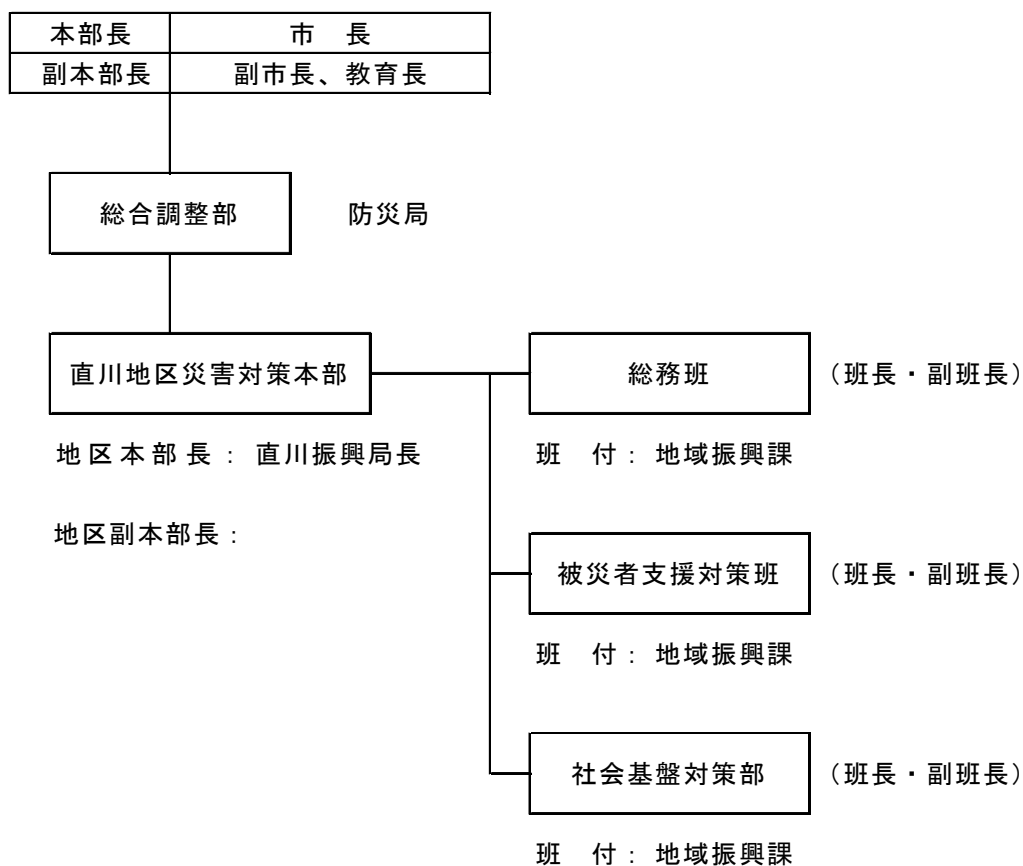 本部長 市　長
副本部長 副市長、教育長
総合調整部 防災局
直川地区災害対策本部 総務班 （班長・副班長）
地区本部長： 直川振興局長 班　付： 地域振興課
地区副本部長：
被災者支援対策班 （班長・副班長）
班　付： 地域振興課
社会基盤対策部 （班長・副班長）
班　付： 地域振興課